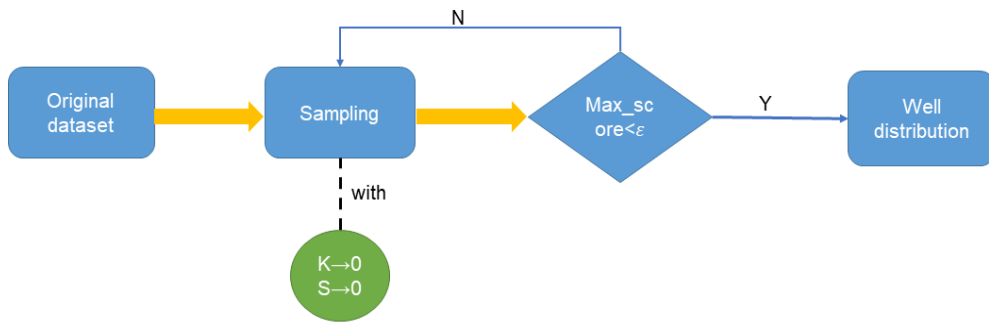 N
Original
dataset
Sampling
Max_sc
ore<ε
Y
Well
distribution
with
K→0
S→0